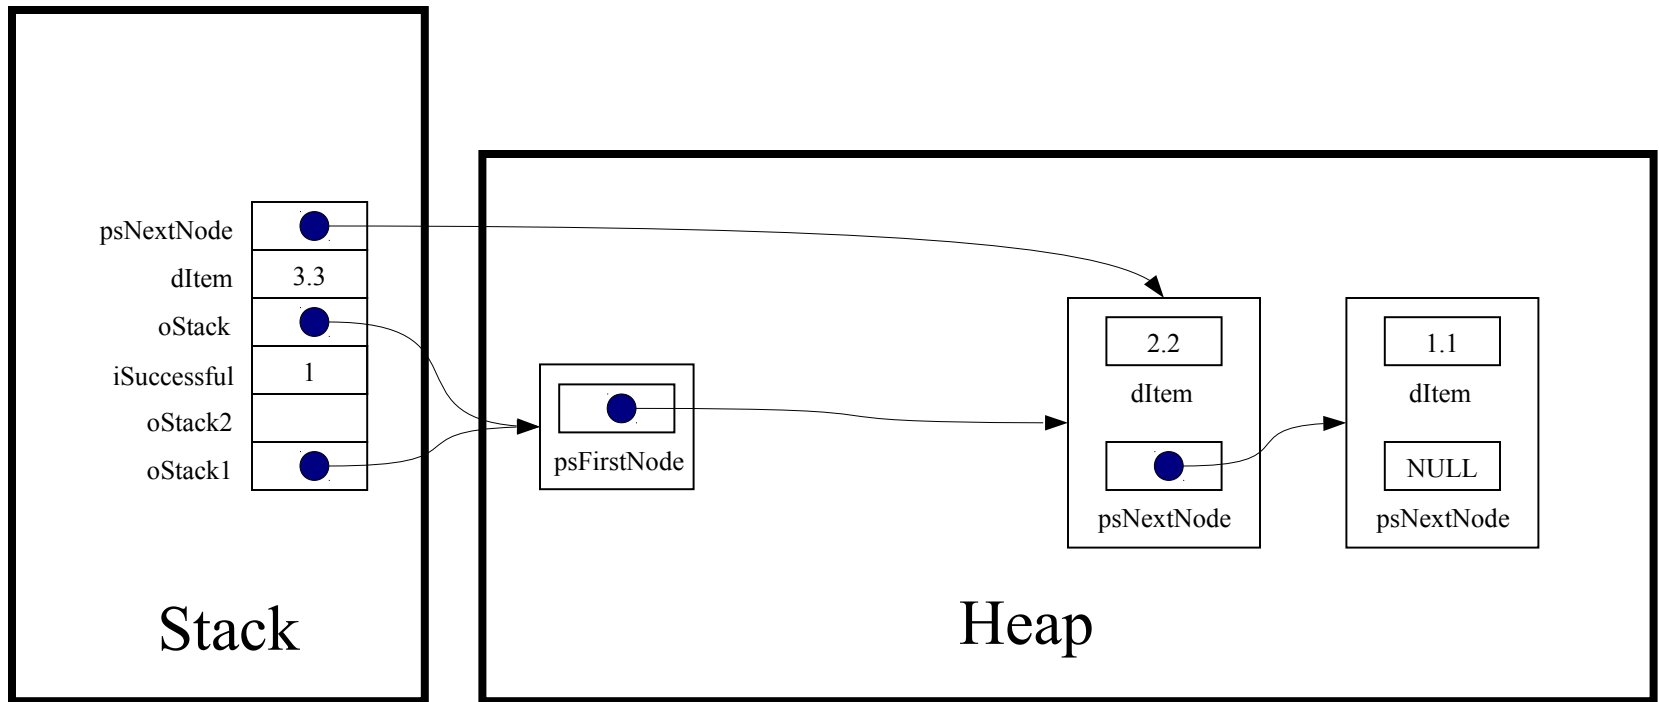 psNextNode
dItem 3.3
oStack
iSuccessful 1
oStack2
oStack1
Stack
psFirstNode
2.2
dItem
psNextNode
1.1
dItem
NULL
psNextNode
Heap